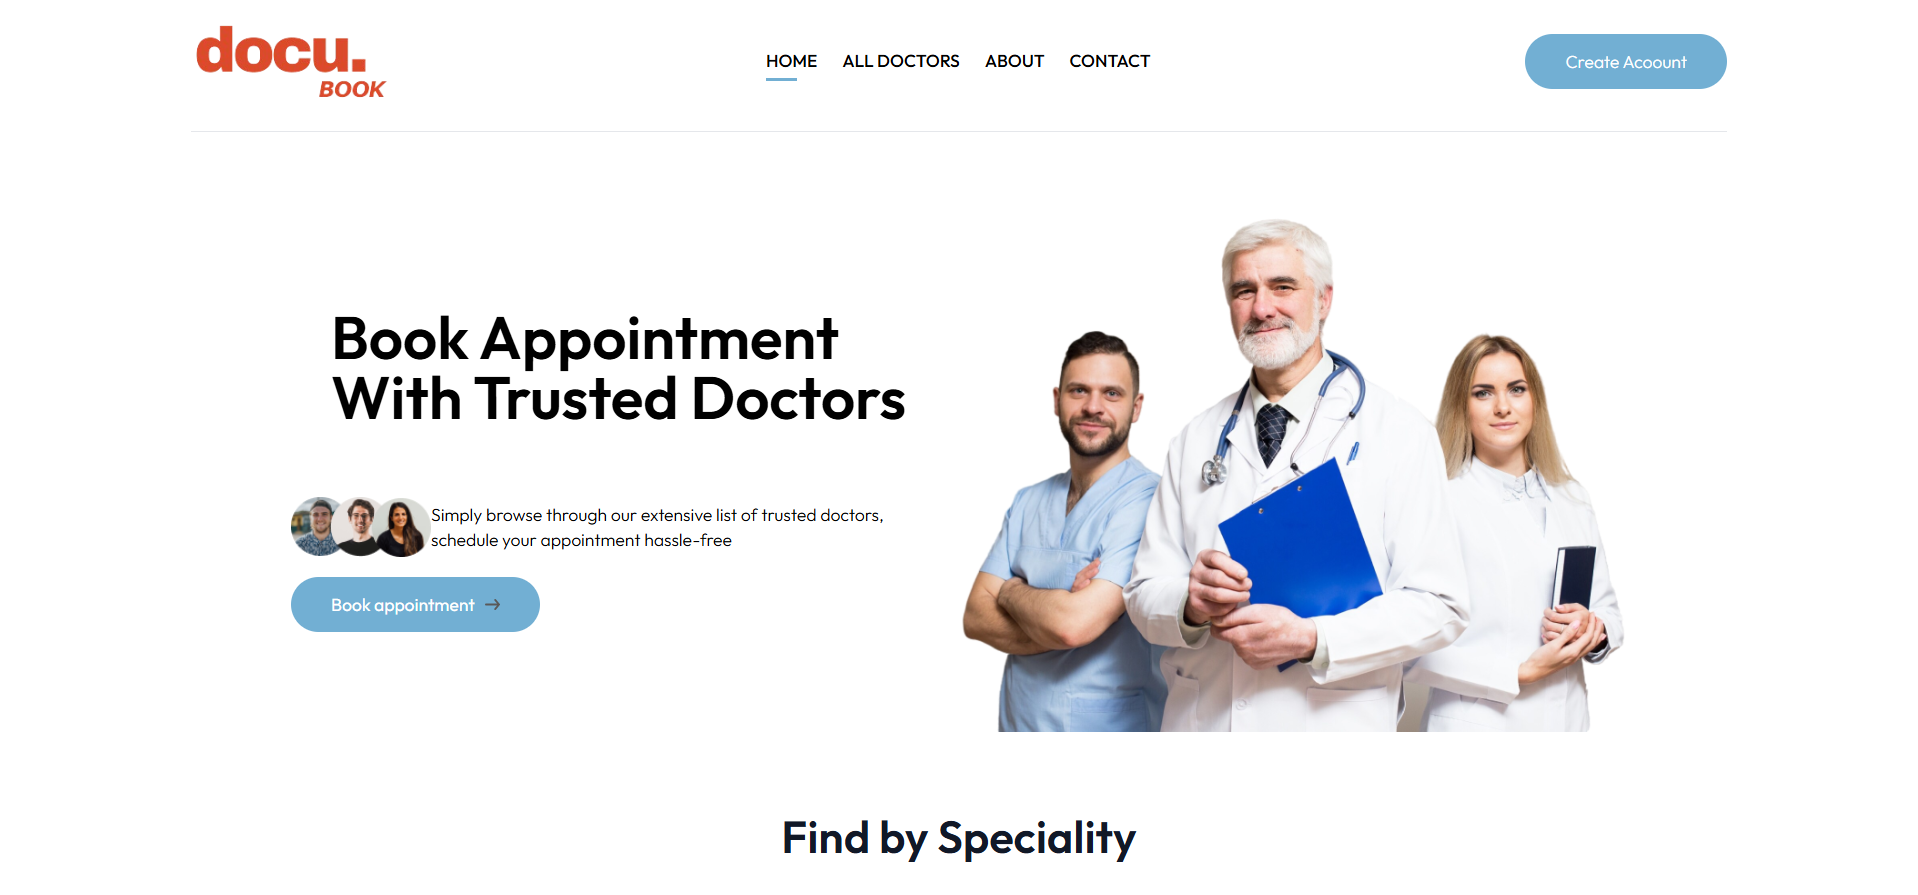 docu.
BOOK
HOME
ALL DOCTORS
ABOUT
CONTACT
Create Acoount
Book Appointment
With Trusted Doctors
Simply browse through our extensive list of trusted doctors,
schedule your appointment hassle-free
Book appointment →
Find by Speciality